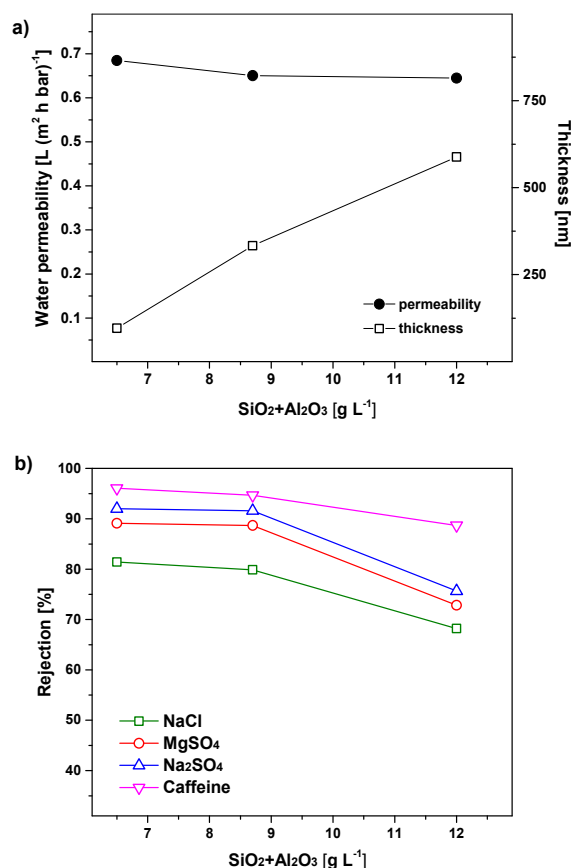 a)
Water permeability [L (m² h bar)⁻¹]
0.7
0.6
0.5
0.4
0.3
0.2
0.1
750
500
250
Thickness [nm]
permeability
thickness
7 8 9 10 11 12
SiO₂+Al₂O₃ [g L⁻¹]
b)
Rejection [%]
100
90
80
70
60
50
40
NaCl
MgSO₄
Na₂SO₄
Caffeine
7 8 9 10 11 12
SiO₂+Al₂O₃ [g L⁻¹]